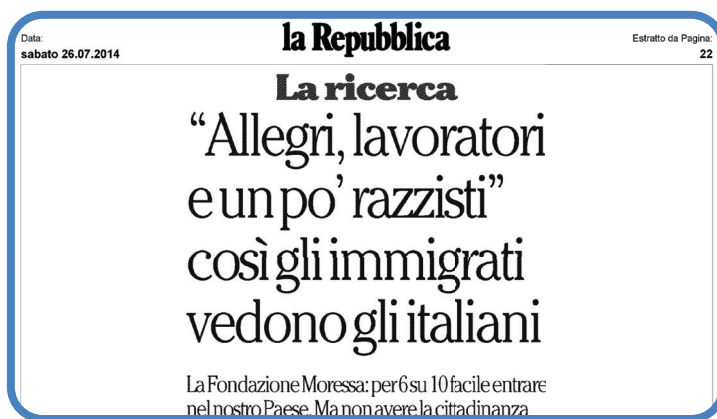 Data:
sabato 26.07.2014
la Repubblica
Estratto da Pagina:
22
La ricerca
“Allegri, lavoratori
e un po’ razzisti”
così gli immigrati
vedono gli italiani
La Fondazione Moressa: per 6 su 10 facile entrare
nel nostro Paese. Ma non avere la cittadinanza